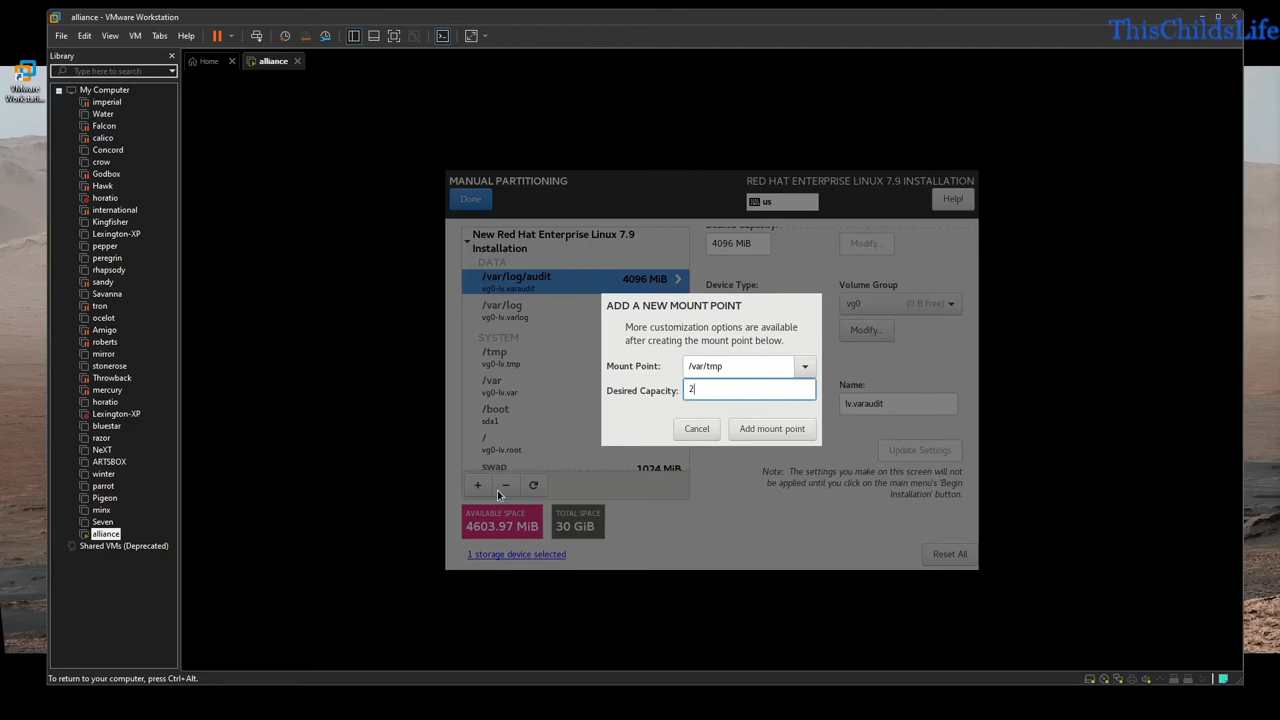 alliance - VMware Workstation
ThisChildsLife
File Edit View VM Tabs Help
Library
Type here to search
Home
alliance
VMware
Workstati...
My Computer
imperial
Water
Falcon
calico
Concord
crow
Godbox
Hawk
horatio
international
Kingfisher
Lexington-XP
pepper
peregrin
rhapsody
sandy
Savanna
tron
ocelot
Amigo
roberts
mirror
stonerose
Throwback
mercury
horatio
Lexington-XP
bluestar
razor
NeXT
ARTSBOX
winter
parrot
Pigeon
minx
Seven
alliance
Shared VMs (Deprecated)
MANUAL PARTITIONING
Done
RED HAT ENTERPRISE LINUX 7.9 INSTALLATION
us
Help!
New Red Hat Enterprise Linux 7.9
Installation
DATA
/var/log/audit 4096 MiB
vg0-lv.varaudit
/var/log
vg0-lv.varlog
SYSTEM
/tmp
vg0-lv.tmp
/var
vg0-lv.var
/boot
sda1
/
vg0-lv.root
swap 1024 MiB
+ −
AVAILABLE SPACE
4603.97 MiB
TOTAL SPACE
30 GiB
1 storage device selected
Desired Capacity:
4096 MiB
Modify...
Device Type:
Volume Group
vg0 (0 B free)
Modify...
Name:
lv.varaudit
Update Settings
Note: The settings you make on this screen will not
be applied until you click on the main menu's 'Begin
Installation' button.
Reset All
ADD A NEW MOUNT POINT
More customization options are available
after creating the mount point below.
Mount Point: /var/tmp
Desired Capacity: 2
Cancel
Add mount point
To return to your computer, press Ctrl+Alt.